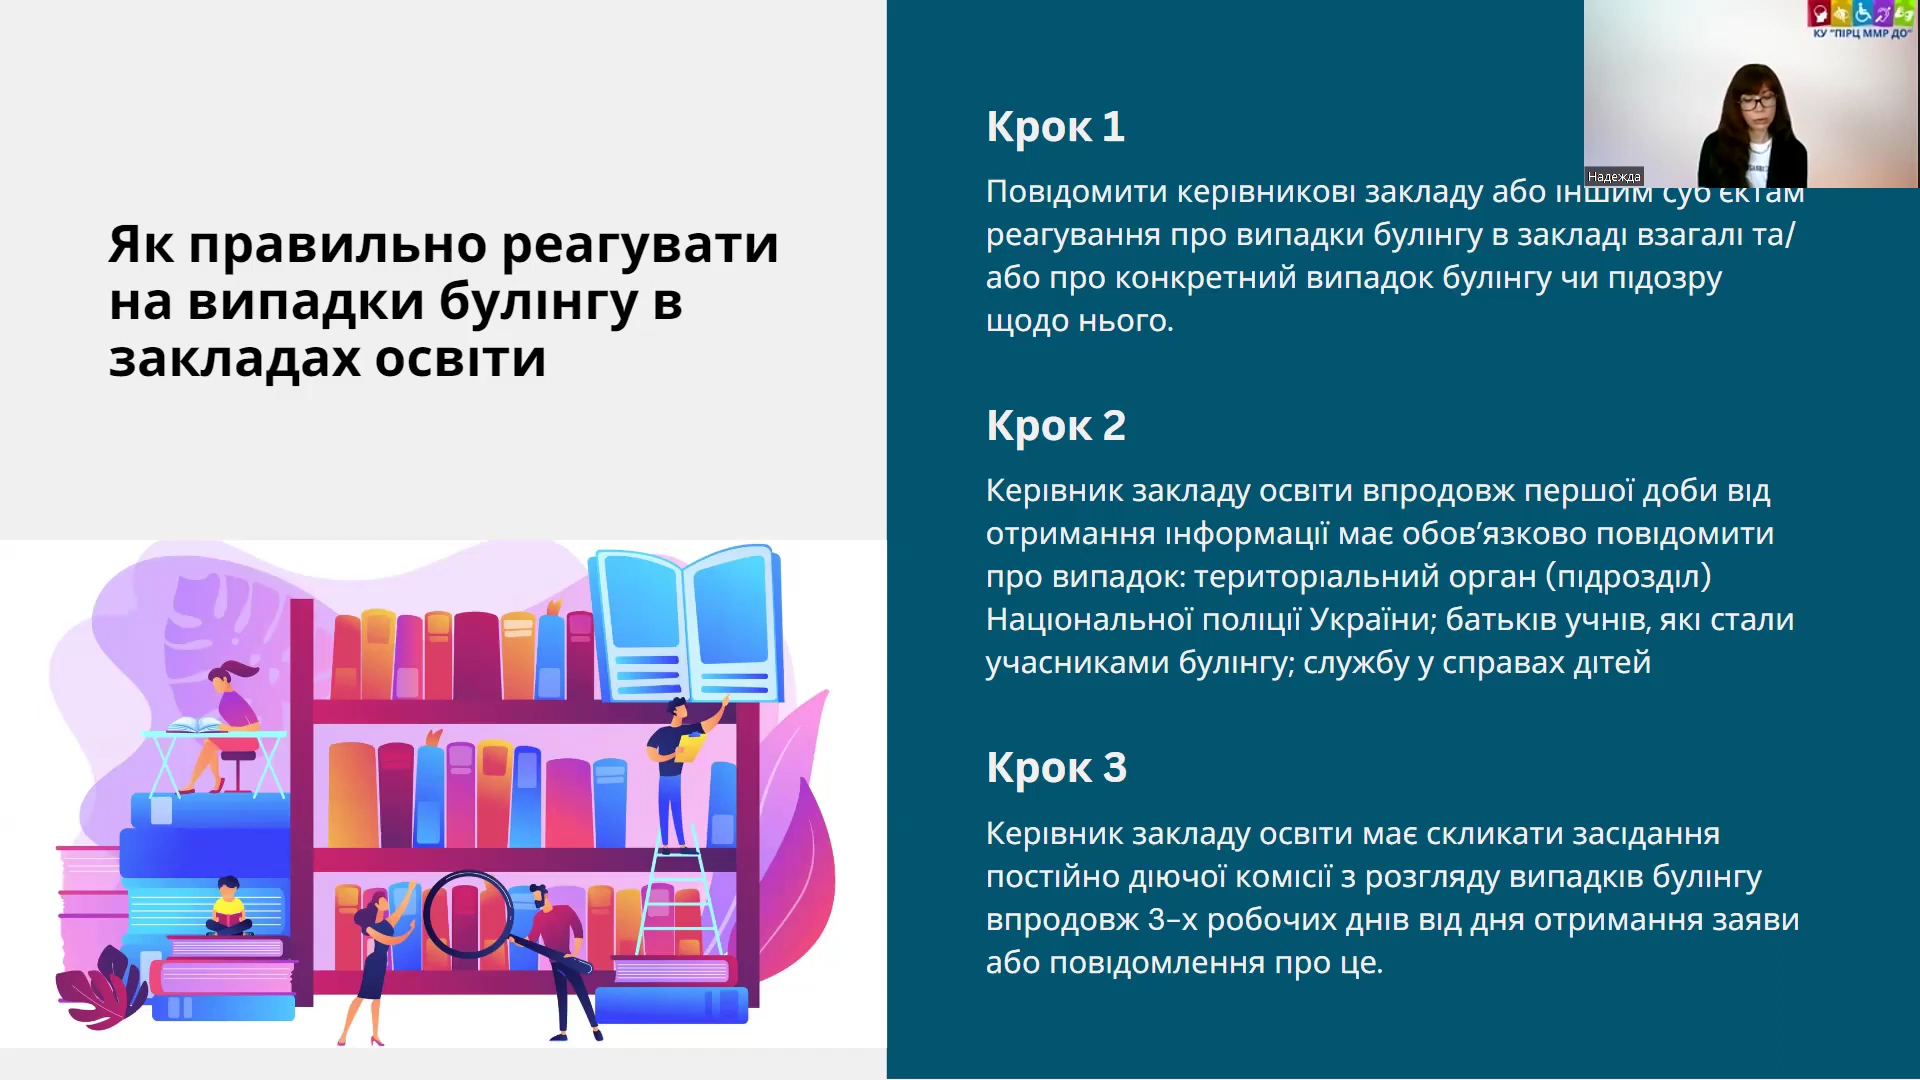 Як правильно реагувати
на випадки булінгу в
закладах освіти
КУ "ПІРЦ ММР ДО"
Надежда
Крок 1
Повідомити керівникові закладу або іншим суб'єктам
реагування про випадки булінгу в закладі взагалі та/
або про конкретний випадок булінгу чи підозру
щодо нього.
Крок 2
Керівник закладу освіти впродовж першої доби від
отримання інформації має обов’язково повідомити
про випадок: територіальний орган (підрозділ)
Національної поліції України; батьків учнів, які стали
учасниками булінгу; службу у справах дітей
Крок 3
Керівник закладу освіти має скликати засідання
постійно діючої комісії з розгляду випадків булінгу
впродовж 3–х робочих днів від дня отримання заяви
або повідомлення про це.